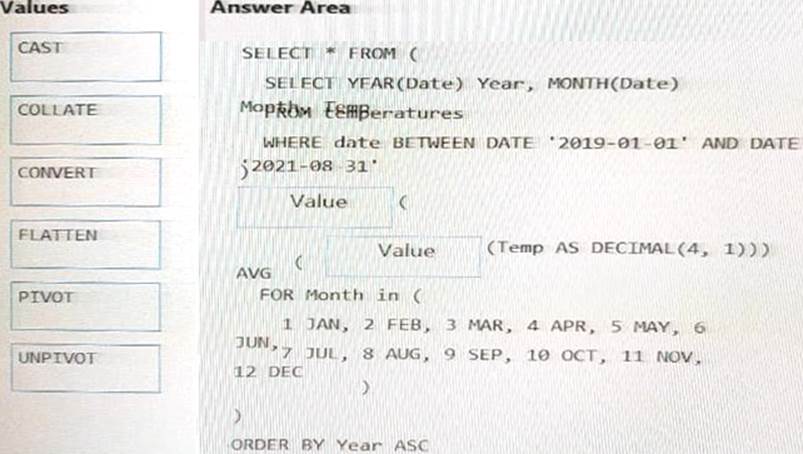 Values
CAST
COLLATE
CONVERT
FLATTEN
PIVOT
UNPIVOT
Answer Area
SELECT * FROM (
SELECT YEAR(Date) Year, MONTH(Date)
Month, Temp
FROM temperatures
WHERE date BETWEEN DATE '2019-01-01' AND DATE
'2021-08-31'
)
Value (
AVG ( Value (Temp AS DECIMAL(4, 1)))
FOR Month in (
1 JAN, 2 FEB, 3 MAR, 4 APR, 5 MAY, 6
JUN,
7 JUL, 8 AUG, 9 SEP, 10 OCT, 11 NOV,
12 DEC
)
)
ORDER BY Year ASC